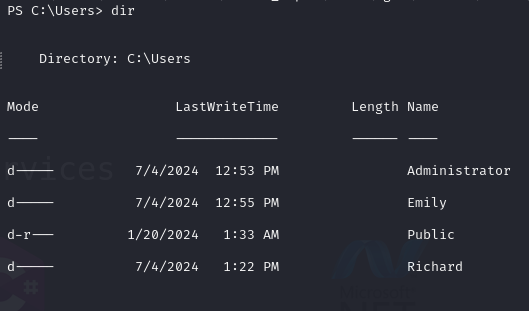 PS C:\Users> dir
Directory: C:\Users
Mode LastWriteTime Length Name
---- ------------- ------ ----
d----- 7/4/2024 12:53 PM Administrator
d----- 7/4/2024 12:55 PM Emily
d-r--- 1/20/2024 1:33 AM Public
d----- 7/4/2024 1:22 PM Richard